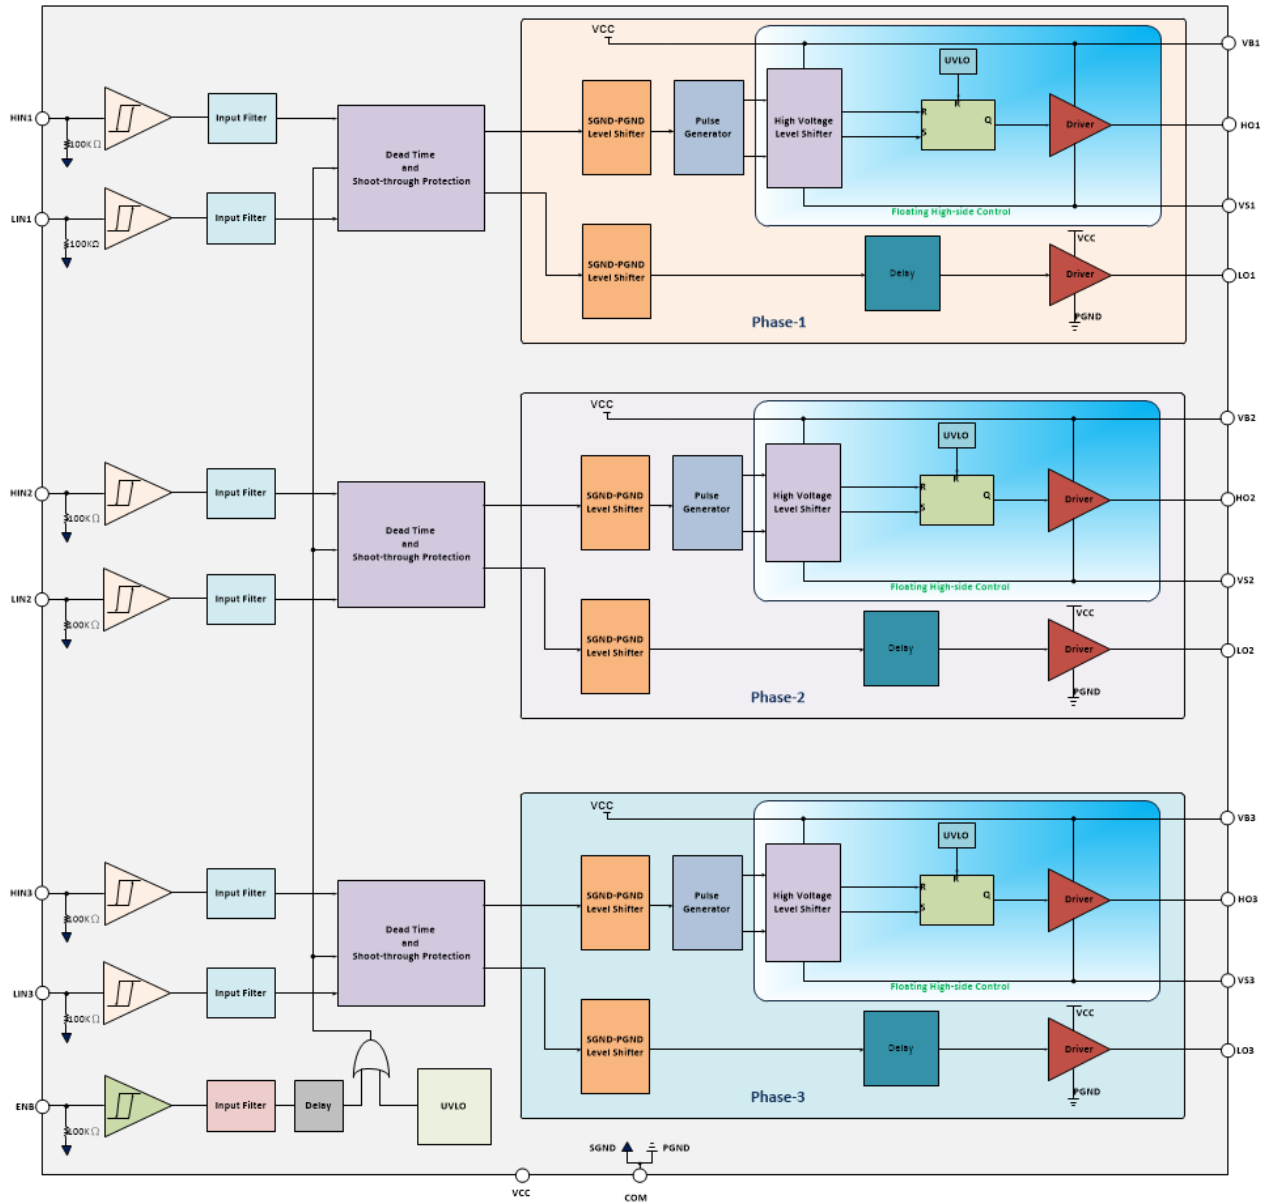 VCC
VB1
UVLO
HIN1
100KΩ
Input Filter
Dead Time
and
Shoot-through Protection
SGND-PGND
Level Shifter
Pulse
Generator
High Voltage
Level Shifter
R
R
S
Q
Driver
HO1
VS1
Floating High-side Control
LIN1
100KΩ
Input Filter
SGND-PGND
Level Shifter
Delay
VCC
Driver
LO1
PGND
Phase-1
VCC
VB2
UVLO
HIN2
100KΩ
Input Filter
Dead Time
and
Shoot-through Protection
SGND-PGND
Level Shifter
Pulse
Generator
High Voltage
Level Shifter
R
R
S
Q
Driver
HO2
VS2
Floating High-side Control
LIN2
100KΩ
Input Filter
SGND-PGND
Level Shifter
Delay
VCC
Driver
LO2
PGND
Phase-2
VCC
VB3
UVLO
HIN3
100KΩ
Input Filter
Dead Time
and
Shoot-through Protection
SGND-PGND
Level Shifter
Pulse
Generator
High Voltage
Level Shifter
R
R
S
Q
Driver
HO3
VS3
Floating High-side Control
LIN3
100KΩ
Input Filter
SGND-PGND
Level Shifter
Delay
VCC
Driver
LO3
PGND
Phase-3
ENB
100KΩ
Input Filter
Delay
UVLO
SGND
PGND
VCC
COM